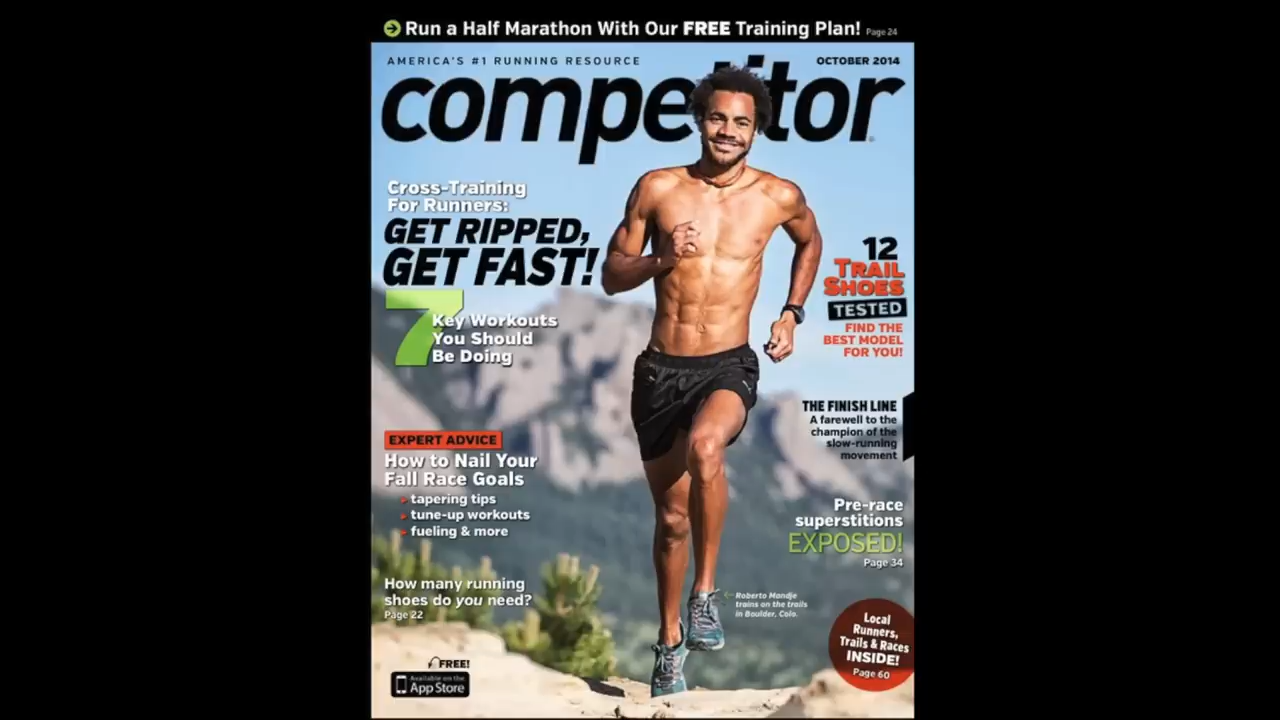 Run a Half Marathon With Our FREE Training Plan! Page 24
AMERICA'S #1 RUNNING RESOURCE
OCTOBER 2014
competitor
Cross-Training
For Runners:
GET RIPPED,
GET FAST!
7 Key Workouts
You Should
Be Doing
12
TRAIL
SHOES
TESTED
FIND THE
BEST MODEL
FOR YOU!
THE FINISH LINE
A farewell to the
champion of the
slow-running
movement
EXPERT ADVICE
How to Nail Your
Fall Race Goals
tapering tips
tune-up workouts
fueling & more
Pre-race
superstitions
EXPOSED!
Page 34
How many running
shoes do you need?
Page 22
Roberto Mandje
trains on the trails
in Boulder, Colo.
Local
Runners,
Trails & Races
INSIDE!
Page 60
FREE!
Available on the
App Store